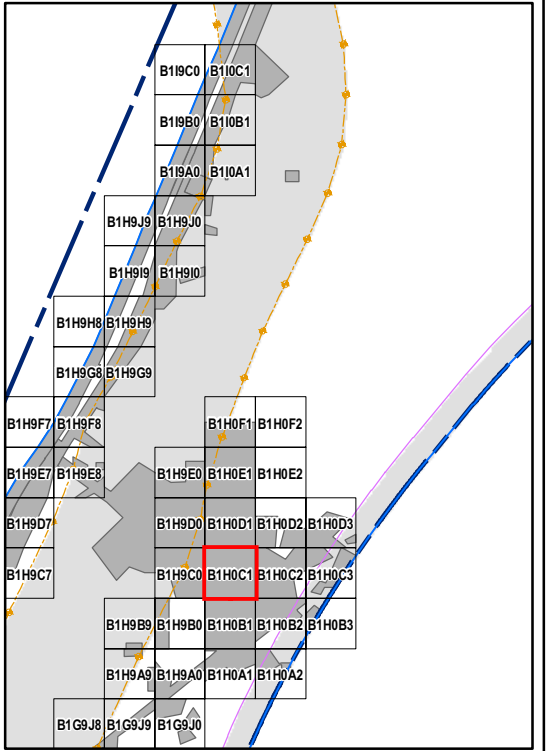 B1I9C0 B1I0C1
B1I9B0 B1I0B1
B1I9A0 B1I0A1
B1H9J9 B1H9J0
B1H9I9 B1H9I0
B1H9H8 B1H9H9
B1H9G8 B1H9G9
B1H9F7 B1H9F8 B1H0F1 B1H0F2
B1H9E7 B1H9E8 B1H9E0 B1H0E1 B1H0E2
B1H9D7 B1H9D0 B1H0D1 B1H0D2 B1H0D3
B1H9C7 B1H9C0 B1H0C1 B1H0C2 B1H0C3
B1H9B9 B1H9B0 B1H0B1 B1H0B2 B1H0B3
B1H9A9 B1H9A0 B1H0A1 B1H0A2
B1G9J8 B1G9J9 B1G9J0